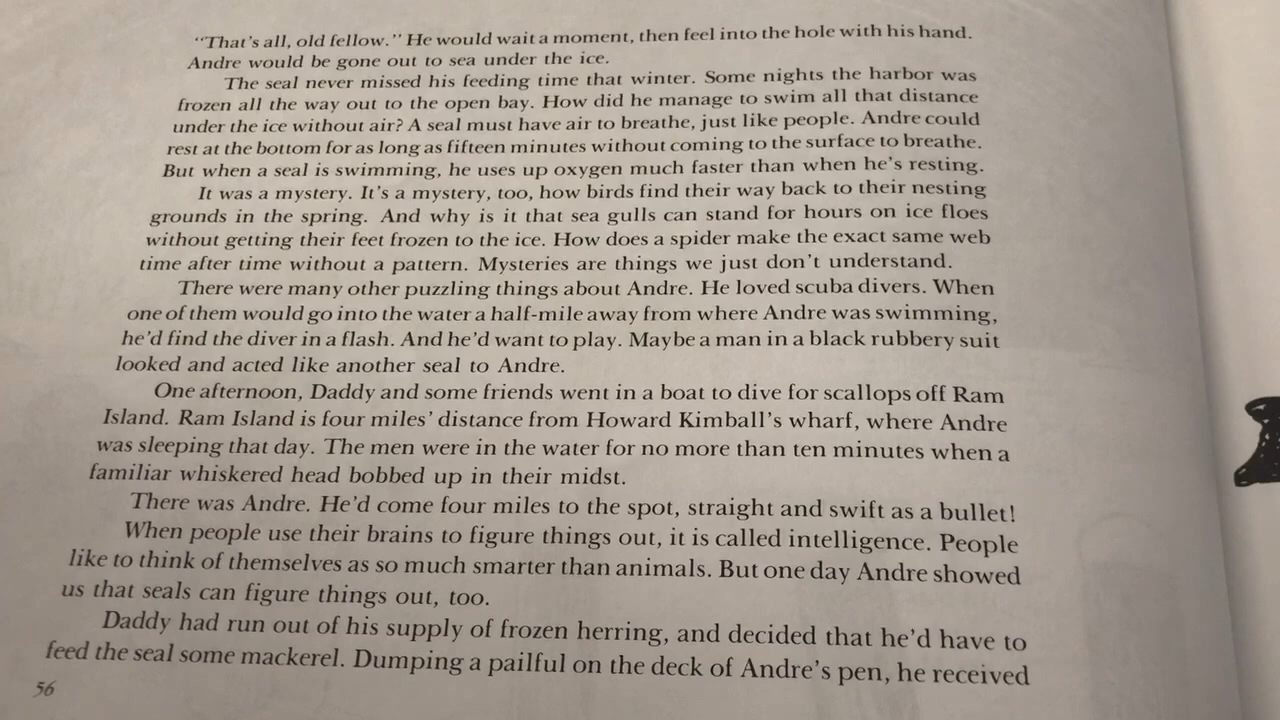 "That's all, old fellow." He would wait a moment, then feel into the hole with his hand.
Andre would be gone out to sea under the ice.
The seal never missed his feeding time that winter. Some nights the harbor was
frozen all the way out to the open bay. How did he manage to swim all that distance
under the ice without air? A seal must have air to breathe, just like people. Andre could
rest at the bottom for as long as fifteen minutes without coming to the surface to breathe.
But when a seal is swimming, he uses up oxygen much faster than when he's resting.
It was a mystery. It's a mystery, too, how birds find their way back to their nesting
grounds in the spring. And why is it that sea gulls can stand for hours on ice floes
without getting their feet frozen to the ice. How does a spider make the exact same web
time after time without a pattern. Mysteries are things we just don't understand.
There were many other puzzling things about Andre. He loved scuba divers. When
one of them would go into the water a half-mile away from where Andre was swimming,
he'd find the diver in a flash. And he'd want to play. Maybe a man in a black rubbery suit
looked and acted like another seal to Andre.
One afternoon, Daddy and some friends went in a boat to dive for scallops off Ram
Island. Ram Island is four miles' distance from Howard Kimball's wharf, where Andre
was sleeping that day. The men were in the water for no more than ten minutes when a
familiar whiskered head bobbed up in their midst.
There was Andre. He'd come four miles to the spot, straight and swift as a bullet!
When people use their brains to figure things out, it is called intelligence. People
like to think of themselves as so much smarter than animals. But one day Andre showed
us that seals can figure things out, too.
Daddy had run out of his supply of frozen herring, and decided that he'd have to
feed the seal some mackerel. Dumping a pailful on the deck of Andre's pen, he received
56